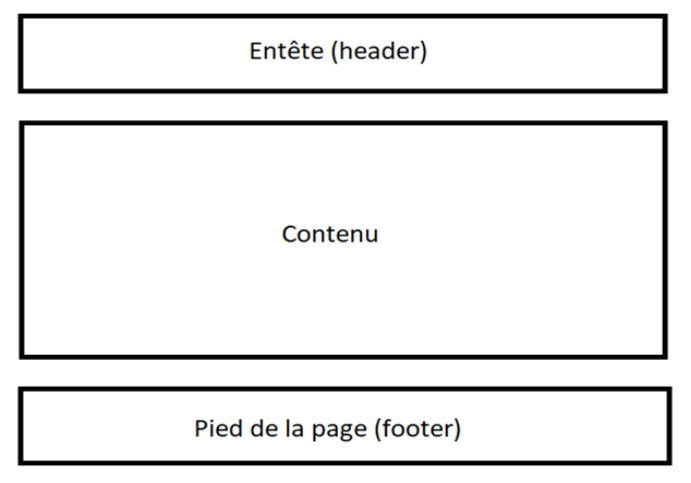 Entête (header)
Contenu
Pied de la page (footer)